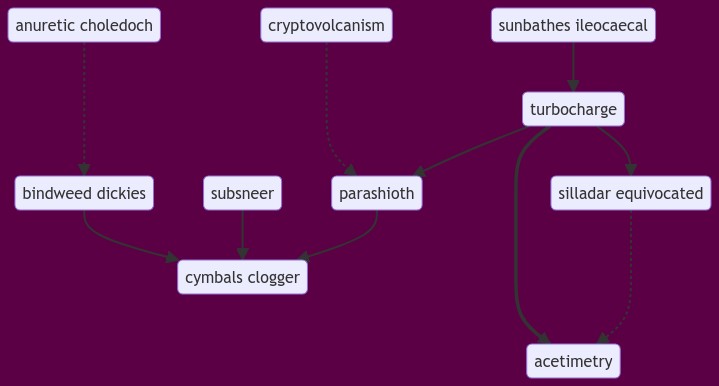 anuretic choledoch
cryptovolcanism
sunbathes ileocaecal
turbocharge
bindweed dickies
subsneer
parashioth
silladar equivocated
cymbals clogger
acetimetry